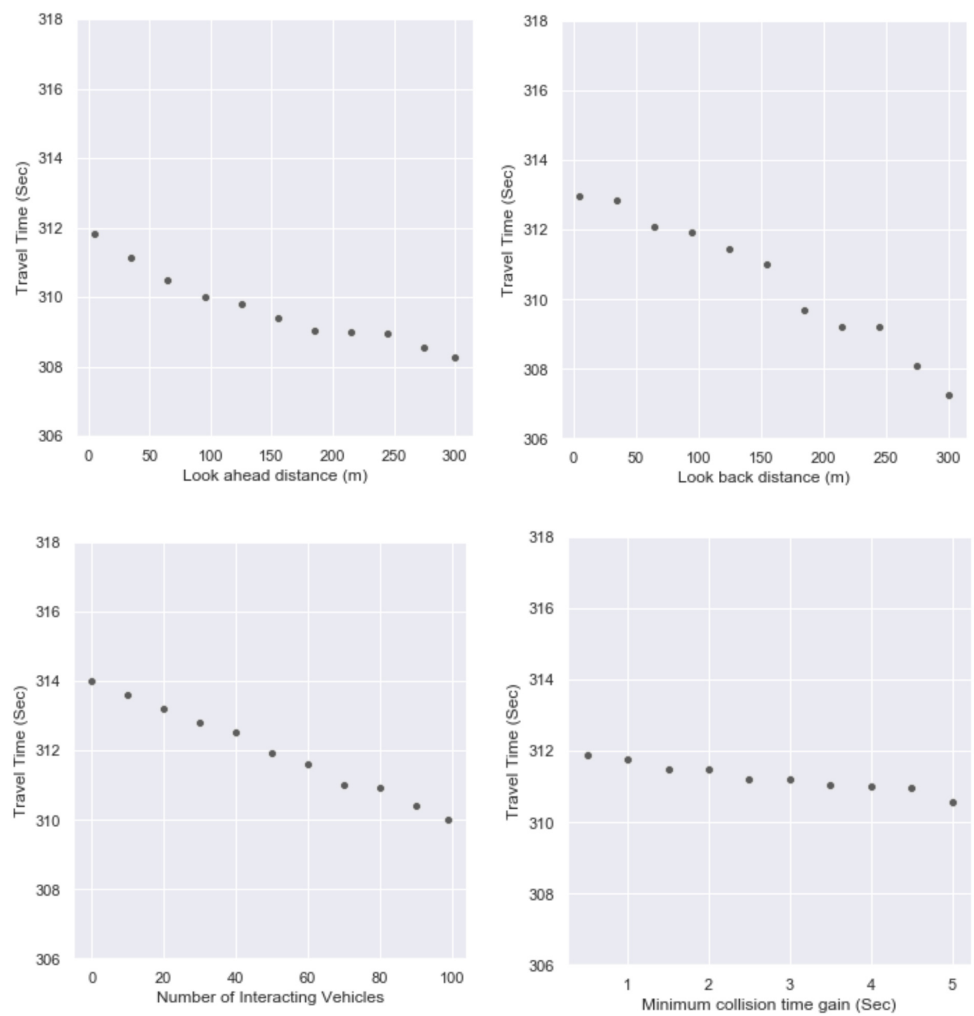 318
316
314
312
310
308
306
Travel Time (Sec)
0 50 100 150 200 250 300
Look ahead distance (m)
318
316
314
312
310
308
306
Travel Time (Sec)
0 50 100 150 200 250 300
Look back distance (m)
318
316
314
312
310
308
306
Travel Time (Sec)
0 20 40 60 80 100
Number of Interacting Vehicles
318
316
314
312
310
308
306
Travel Time (Sec)
1 2 3 4 5
Minimum collision time gain (Sec)